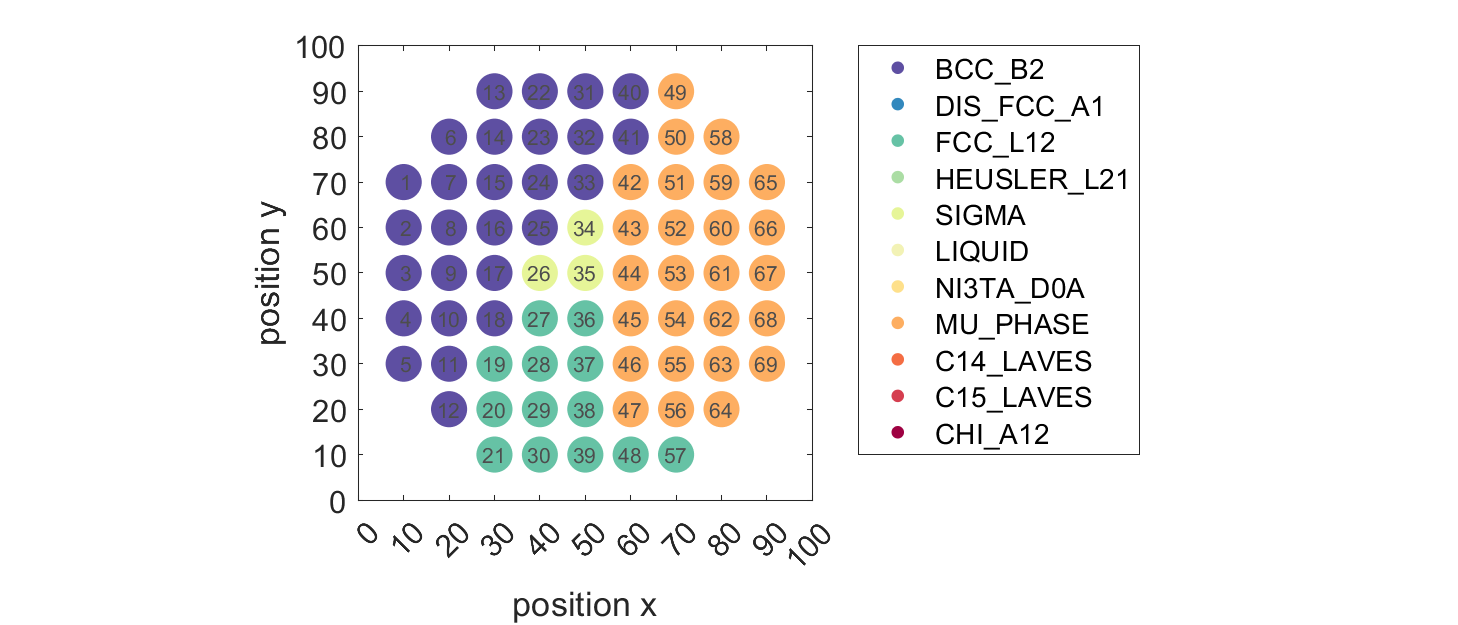 100
90
80
70
60
50
40
30
20
10
0
position y
13 22 31 40 49
6 14 23 32 41 50 58
1 7 15 24 33 42 51 59 65
2 8 16 25 34 43 52 60 66
3 9 17 26 35 44 53 61 67
4 10 18 27 36 45 54 62 68
5 11 19 28 37 46 55 63 69
12 20 29 38 47 56 64
21 30 39 48 57
0 10 20 30 40 50 60 70 80 90 100
position x
BCC_B2
DIS_FCC_A1
FCC_L12
HEUSLER_L21
SIGMA
LIQUID
NI3TA_D0A
MU_PHASE
C14_LAVES
C15_LAVES
CHI_A12